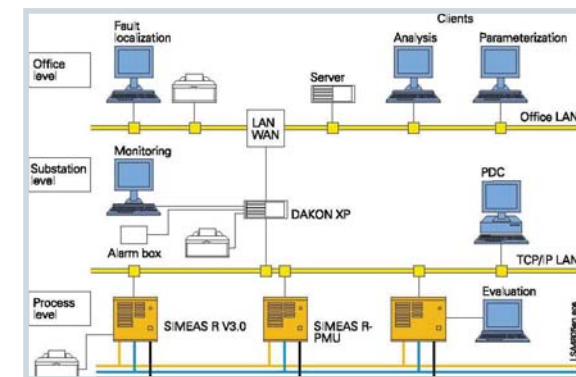 Clients
Fault
localization
Analysis
Parameterization
Office
level
Server
Office LAN
LAN
WAN
Substation
level
Monitoring
PDC
DAKON XP
Alarm box
TCP/IP LAN
Process
level
SIMEAS R V3.0
SIMEAS R-
PMU
Evaluation